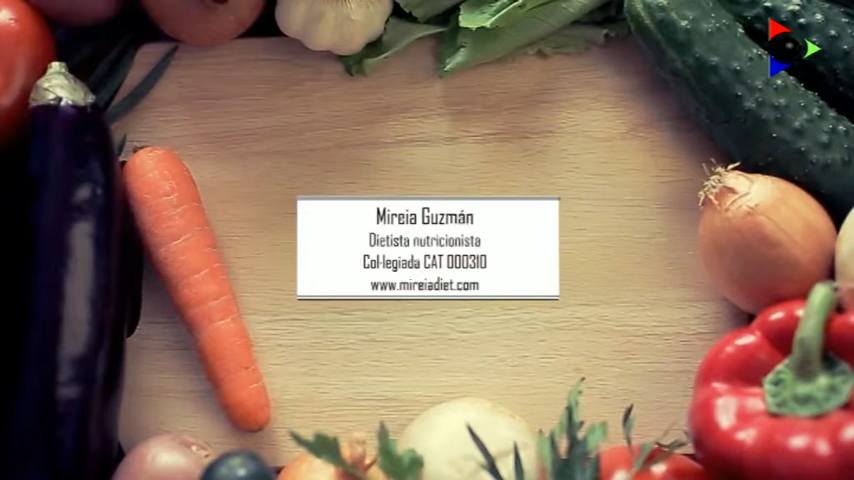 Mireia Guzmán
Dietista nutricionista
Col·legiada CAT 000310
www.mireiadiet.com